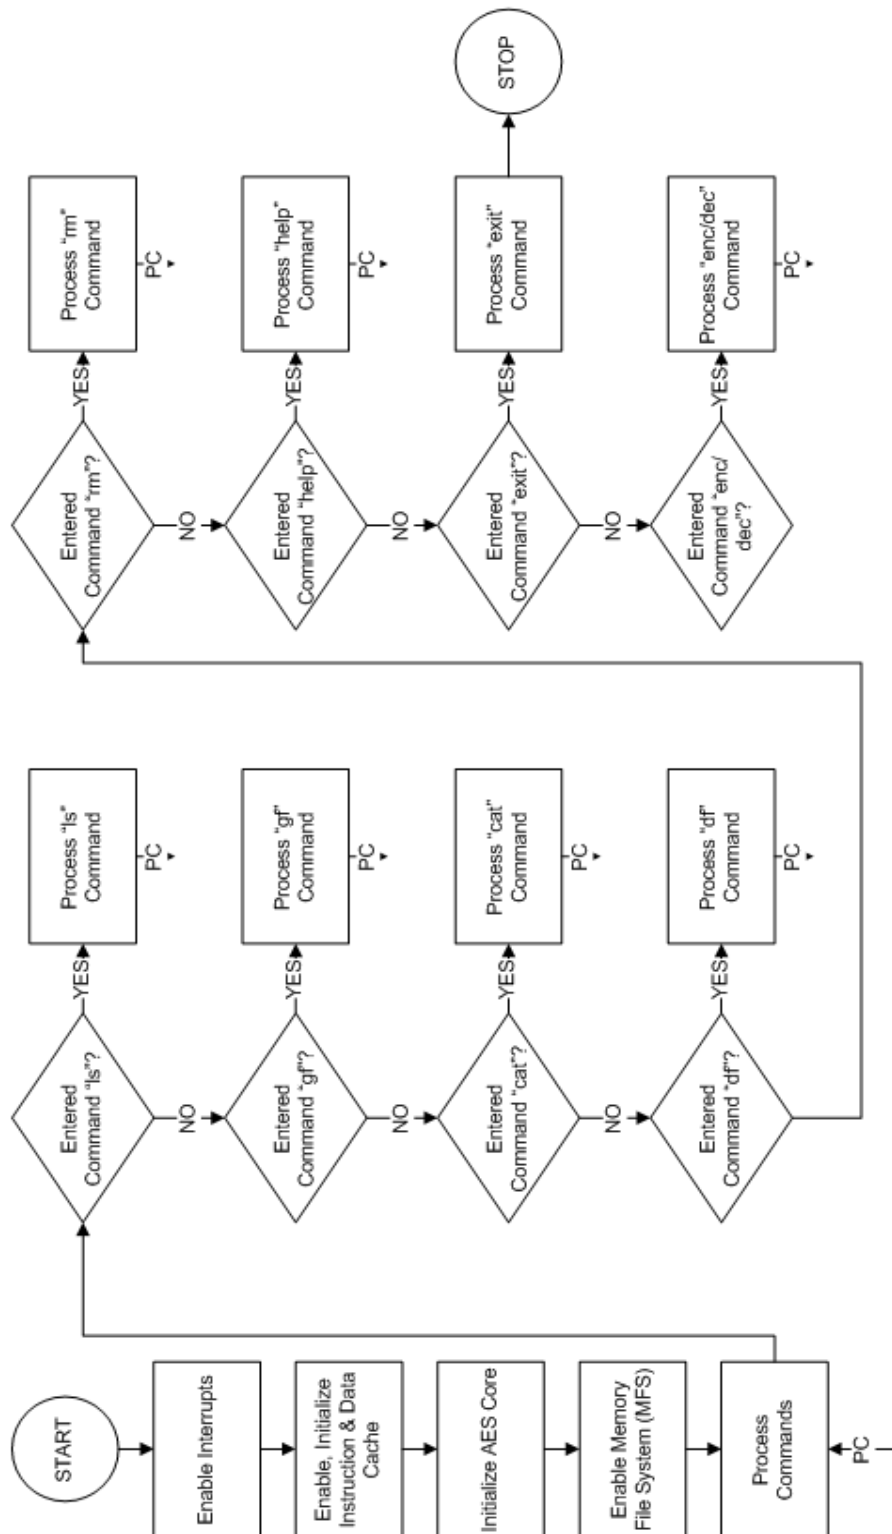 START
Enable Interrupts
Enable, Initialize
Instruction & Data
Cache
Initialize AES Core
Enable Memory
File System (MFS)
Process
Commands
PC
Entered
Command "ls"?
YES
Process "ls"
Command
PC
NO
Entered
Command "gf"?
YES
Process "gf"
Command
PC
NO
Entered
Command "cat"?
YES
Process "cat"
Command
PC
NO
Entered
Command "df"?
YES
Process "df"
Command
PC
Entered
Command "rm"?
YES
Process "rm"
Command
PC
NO
Entered
Command "help"?
YES
Process "help"
Command
PC
NO
Entered
Command "exit"?
YES
Process "exit"
Command
STOP
NO
Entered
Command "enc/
dec"?
YES
Process "enc/dec"
Command
PC